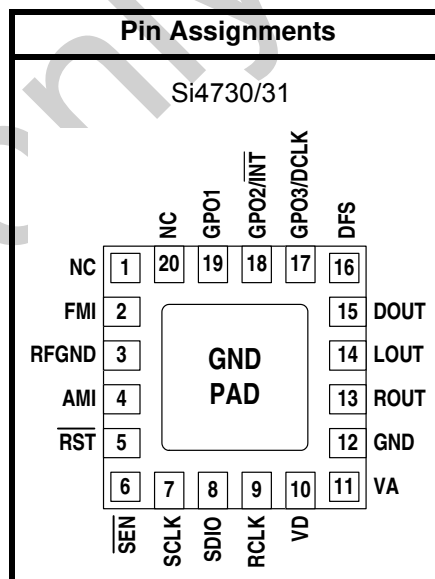 Pin Assignments
Si4730/31
NC
GPO1
GPO2/INT
GPO3/DCLK
DFS
NC 1 20 19 18 17 16
FMI 2 15 DOUT
RFGND 3 14 LOUT
AMI 4 13 ROUT
RST 5 12 GND
6 7 8 9 10 11 VA
GND
PAD
SEN
SCLK
SDIO
RCLK
VD